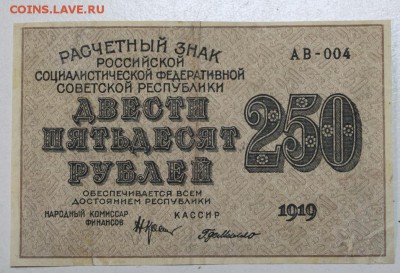 COINS.LAVE.RU
РАСЧЕТНЫЙ ЗНАК
РОССИЙСКОЙ
СОЦИАЛИСТИЧЕСКОЙ ФЕДЕРАТИВНОЙ
СОВЕТСКОЙ РЕСПУБЛИКИ
АВ-004
ДВЕСТИ
ПЯТЬДЕСЯТ
РУБЛЕЙ
250
ОБЕСПЕЧИВАЕТСЯ ВСЕМ
ДОСТОЯНИЕМ РЕСПУБЛИКИ
НАРОДНЫЙ КОМИССАР
ФИНАНСОВ
КАССИР
1919